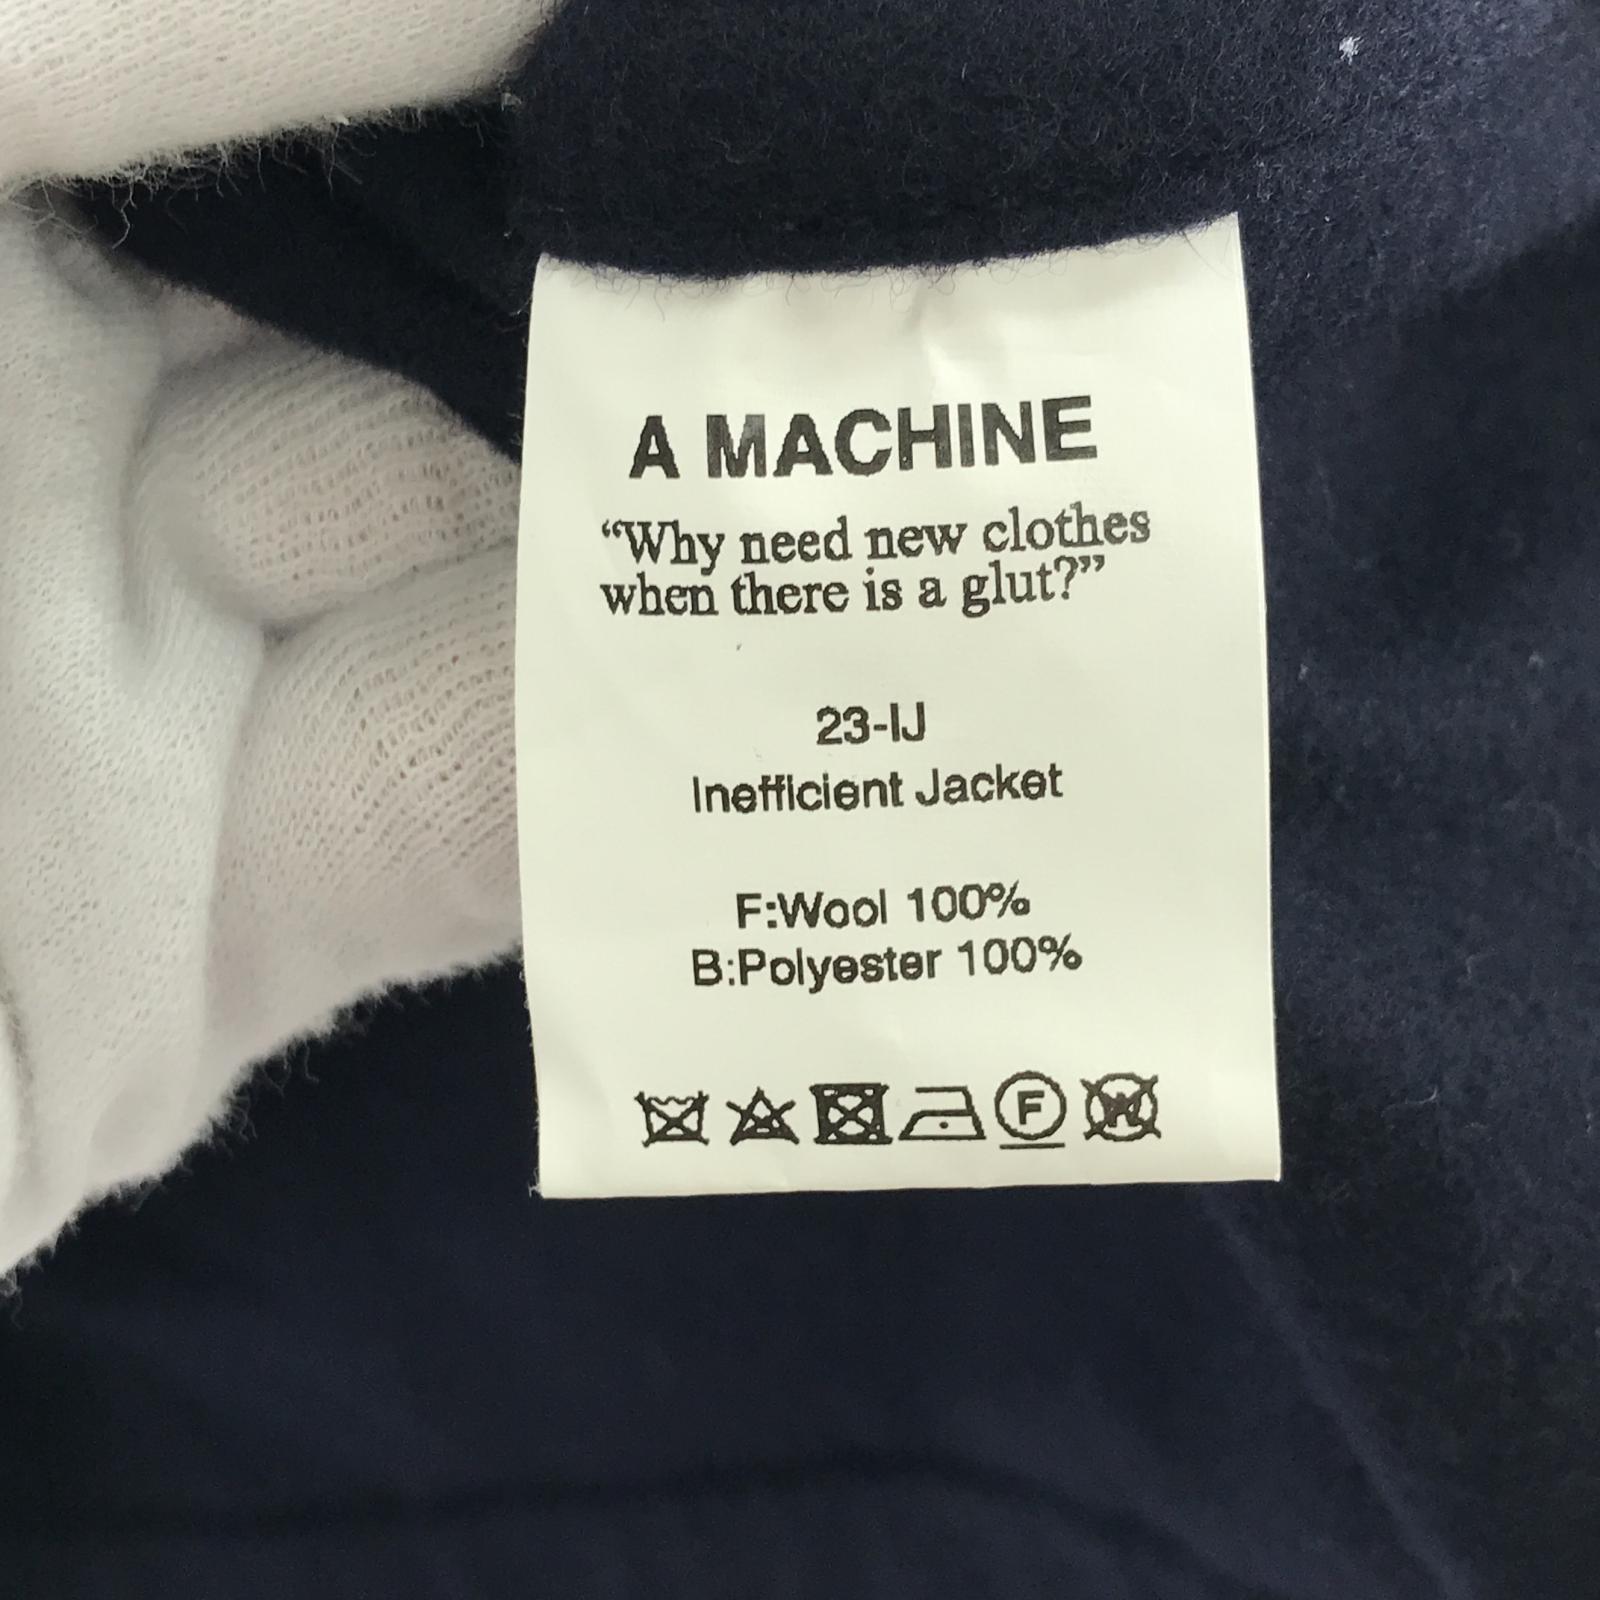 A MACHINE
“Why need new clothes
when there is a glut?”
23-IJ
Inefficient Jacket
F:Wool 100%
B:Polyester 100%
F W